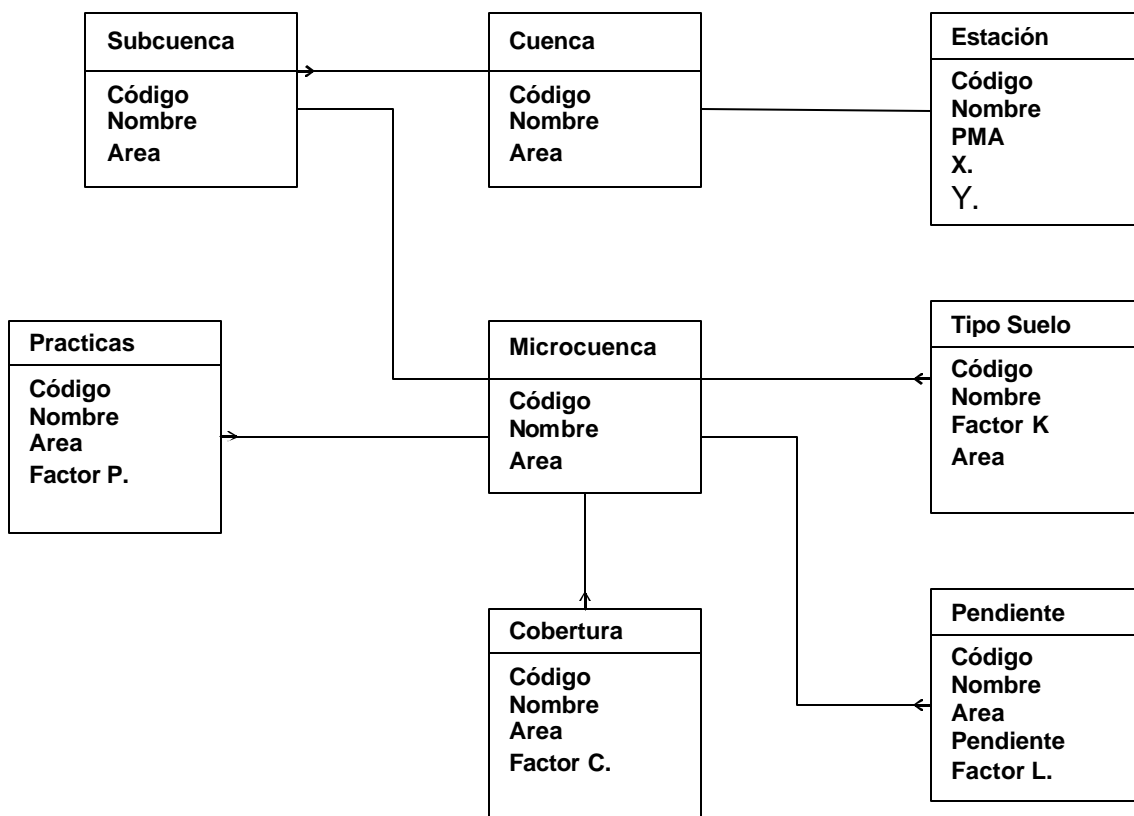 Subcuenca
Código
Nombre
Area
Cuenca
Código
Nombre
Area
Estación
Código
Nombre
PMA
X.
Y.
Practicas
Código
Nombre
Area
Factor P.
Microcuenca
Código
Nombre
Area
Tipo Suelo
Código
Nombre
Factor K
Area
Cobertura
Código
Nombre
Area
Factor C.
Pendiente
Código
Nombre
Area
Pendiente
Factor L.